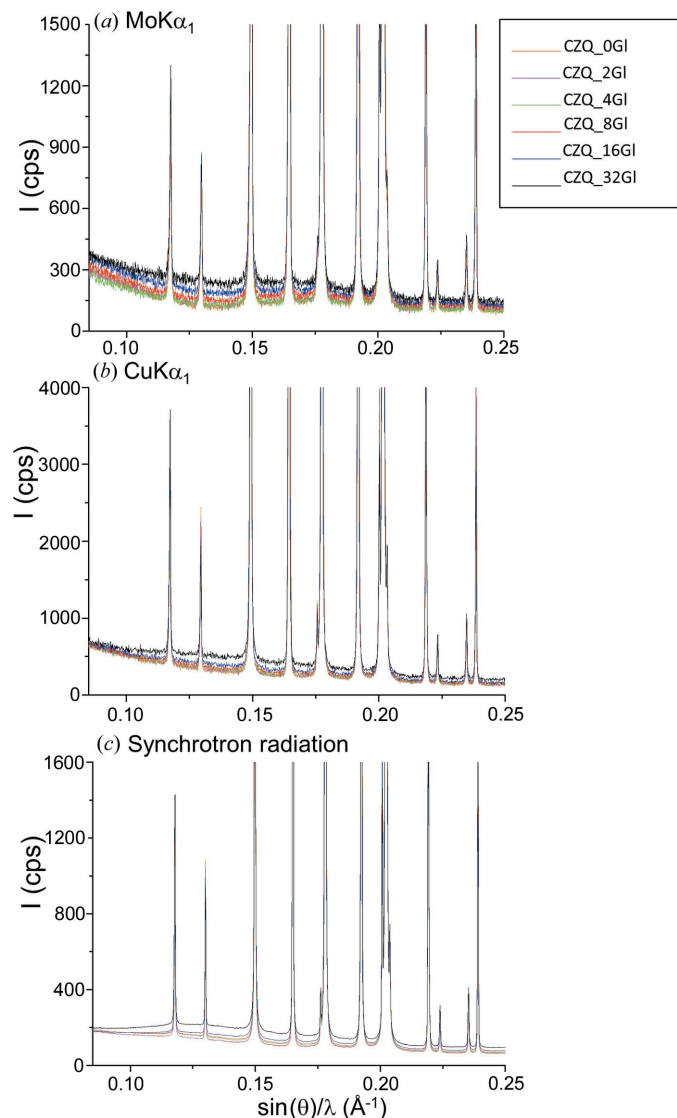 (a) MoKα₁
1500
1200
900
600
300
0
I (cps)
0.10 0.15 0.20 0.25
CZQ_0Gl
CZQ_2Gl
CZQ_4Gl
CZQ_8Gl
CZQ_16Gl
CZQ_32Gl
(b) CuKα₁
4000
3000
2000
1000
0
I (cps)
0.10 0.15 0.20 0.25
(c) Synchrotron radiation
1600
1200
800
400
0
I (cps)
0.10 0.15 0.20 0.25
sin(θ)/λ (Å⁻¹)